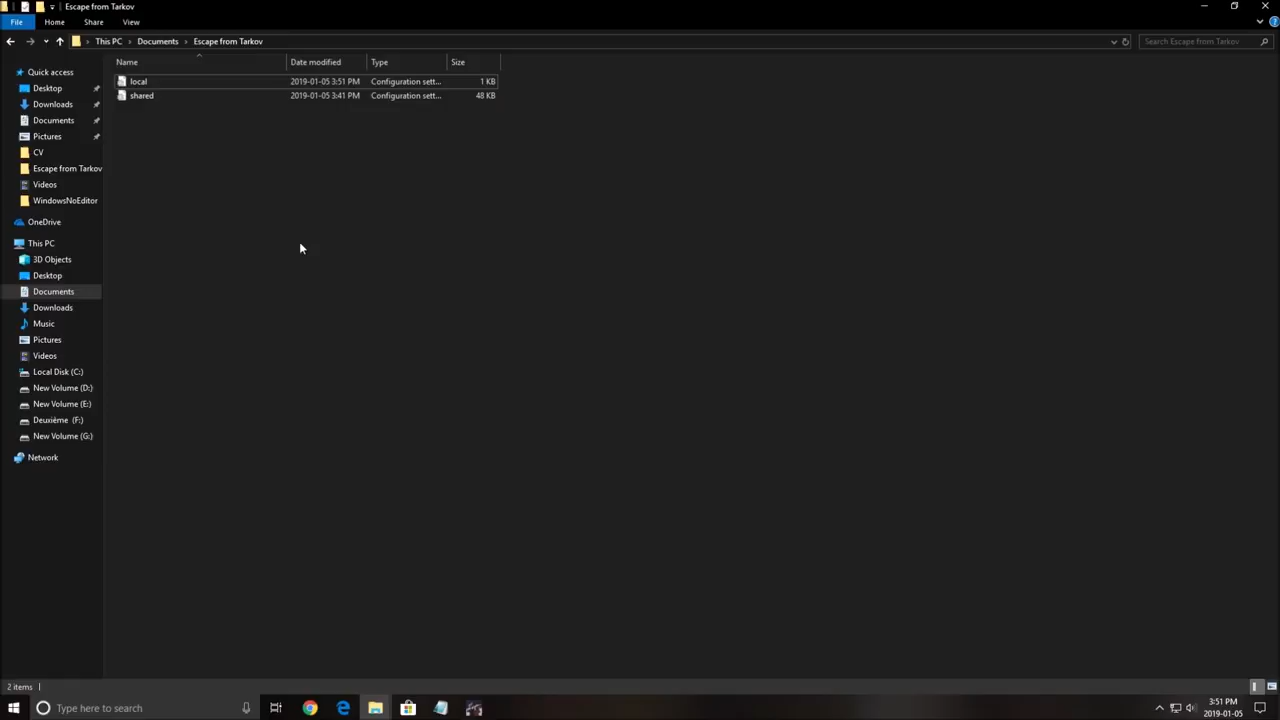 Escape from Tarkov
File Home Share View
This PC › Documents › Escape from Tarkov
Search Escape from Tarkov
Name Date modified Type Size
local 2019-01-05 3:51 PM Configuration sett... 1 KB
shared 2019-01-05 3:41 PM Configuration sett... 48 KB
Quick access
Desktop
Downloads
Documents
Pictures
CV
Escape from Tarkov
Videos
WindowsNoEditor
OneDrive
This PC
3D Objects
Desktop
Documents
Downloads
Music
Pictures
Videos
Local Disk (C:)
New Volume (D:)
New Volume (E:)
Deuxième (F:)
New Volume (G:)
Network
2 items
Type here to search
3:51 PM
2019-01-05